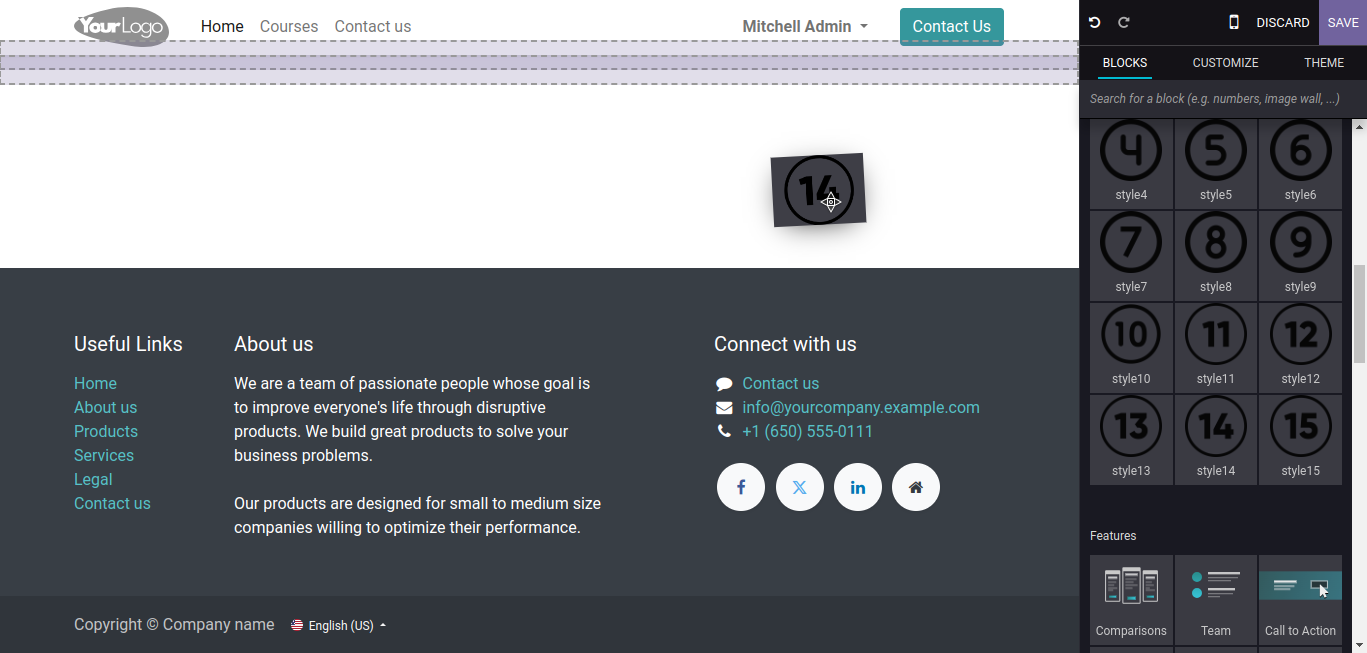 YourLogo
Home Courses Contact us
Mitchell Admin
Contact Us
DISCARD
SAVE
BLOCKS
CUSTOMIZE
THEME
Search for a block (e.g. numbers, image wall, ...)
14
4 5 6
style4 style5 style6
7 8 9
style7 style8 style9
10 11 12
style10 style11 style12
13 14 15
style13 style14 style15
Features
Comparisons Team Call to Action
Useful Links
Home
About us
Products
Services
Legal
Contact us
About us
We are a team of passionate people whose goal is
to improve everyone's life through disruptive
products. We build great products to solve your
business problems.
Our products are designed for small to medium size
companies willing to optimize their performance.
Connect with us
Contact us
info@yourcompany.example.com
+1 (650) 555-0111
f
X
in
Copyright © Company name
English (US)